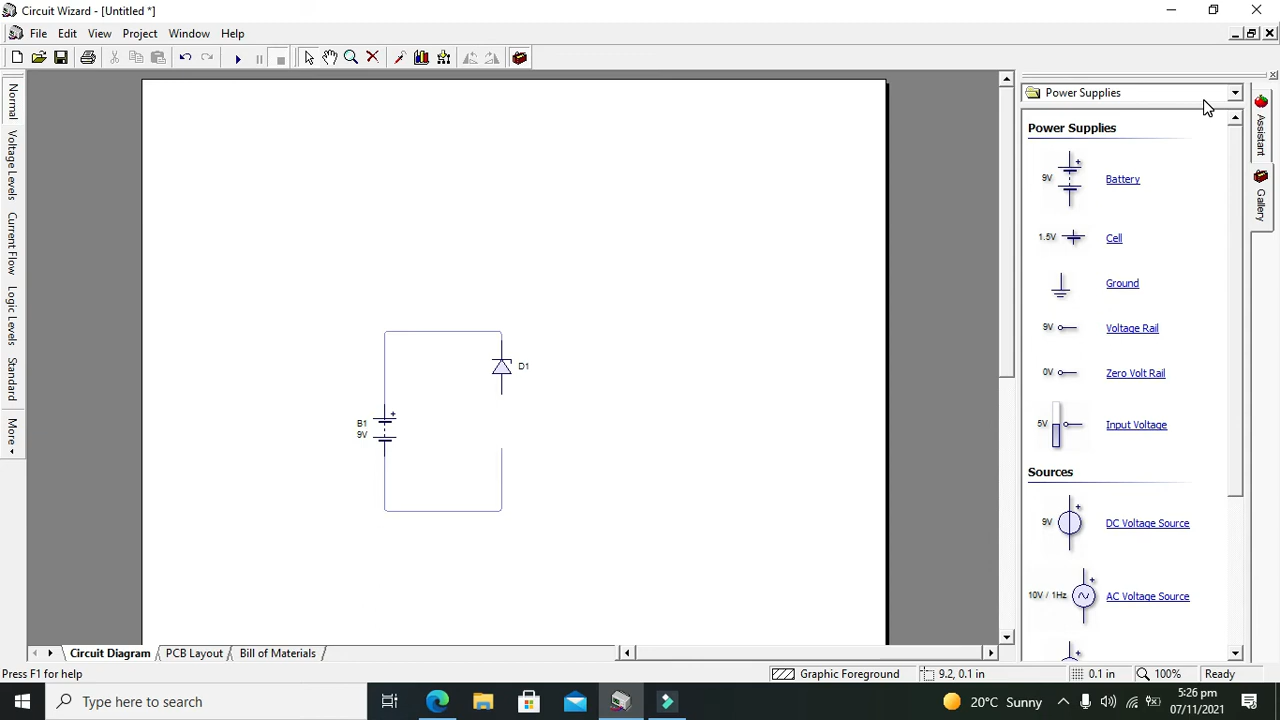 Circuit Wizard - [Untitled *]
File Edit View Project Window Help
Normal
Voltage Levels
Current Flow
Logic Levels
Standard
More
D1
B1
9V
+
Power Supplies
Power Supplies
9V + Battery
1.5V Cell
Ground
9V Voltage Rail
0V Zero Volt Rail
5V Input Voltage
Sources
9V + DC Voltage Source
10V / 1Hz + AC Voltage Source
Assistant
Gallery
Circuit Diagram PCB Layout Bill of Materials
Press F1 for help Graphic Foreground 9.2, 0.1 in 0.1 in 100% Ready
Type here to search 20°C Sunny 5:26 pm
07/11/2021